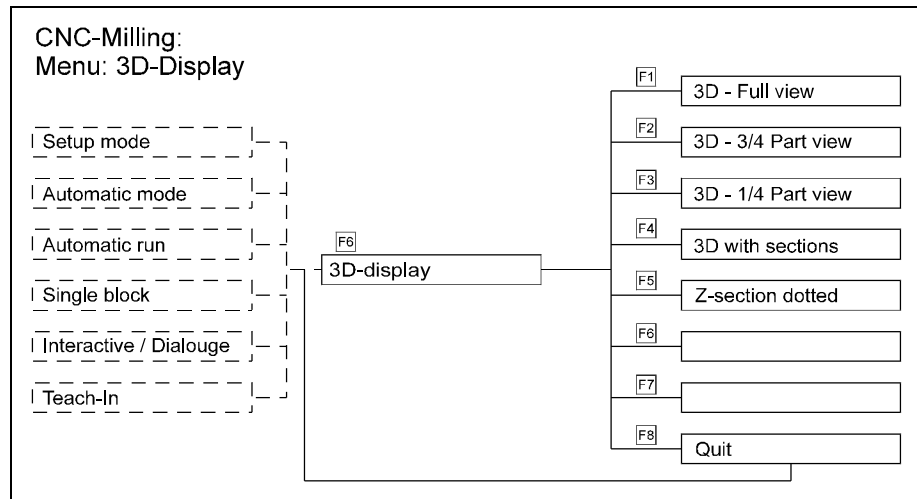 CNC-Milling:
Menu: 3D-Display
Setup mode
Automatic mode
Automatic run
Single block
Interactive / Dialouge
Teach-In
F6
3D-display
F1
3D - Full view
F2
3D - 3/4 Part view
F3
3D - 1/4 Part view
F4
3D with sections
F5
Z-section dotted
F6
F7
F8
Quit